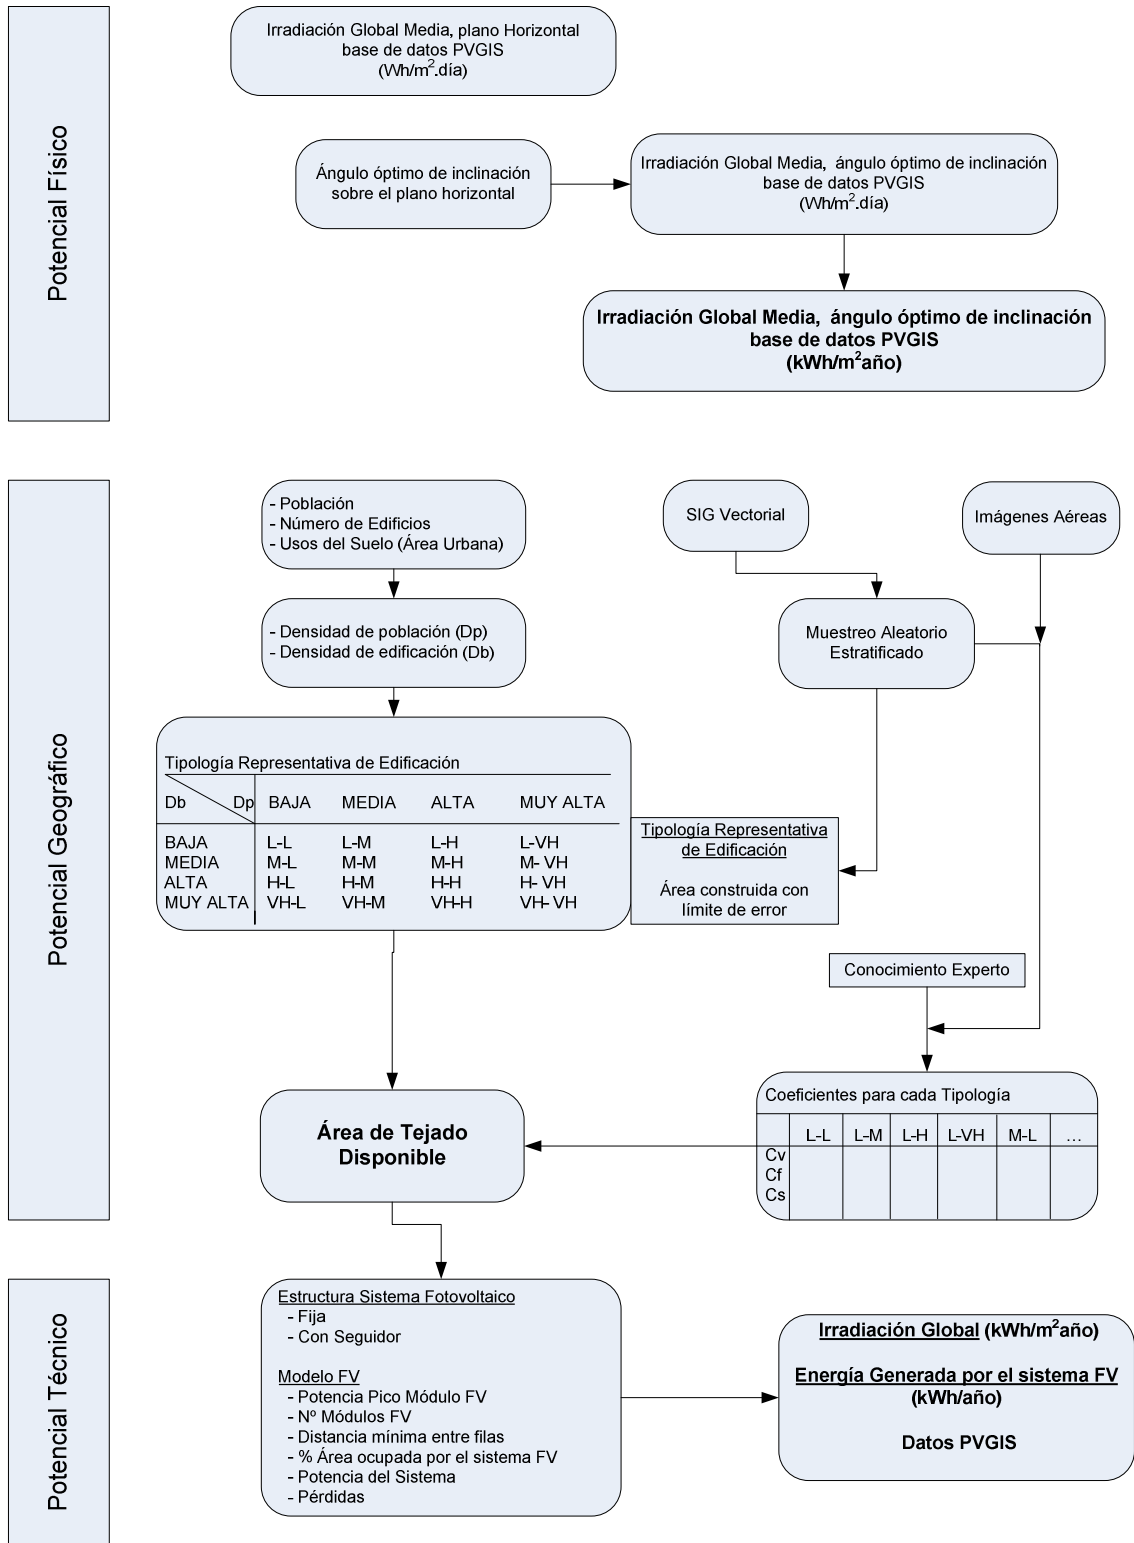 Potencial Físico
Irradiación Global Media, plano Horizontal
base de datos PVGIS
(Wh/m².día)
Ángulo óptimo de inclinación
sobre el plano horizontal
Irradiación Global Media, ángulo óptimo de inclinación
base de datos PVGIS
(Wh/m².día)
Irradiación Global Media, ángulo óptimo de inclinación
base de datos PVGIS
(kWh/m²año)
Potencial Geográfico
- Población
- Número de Edificios
- Usos del Suelo (Área Urbana)
SIG Vectorial
Imágenes Aéreas
- Densidad de población (Dp)
- Densidad de edificación (Db)
Muestreo Aleatorio
Estratificado
Tipología Representativa de Edificación
Db Dp BAJA MEDIA ALTA MUY ALTA
BAJA L-L L-M L-H L-VH
MEDIA M-L M-M M-H M- VH
ALTA H-L H-M H-H H- VH
MUY ALTA VH-L VH-M VH-H VH- VH
Tipología Representativa
de Edificación
Área construida con
límite de error
Conocimiento Experto
Coeficientes para cada Tipología
L-L L-M L-H L-VH M-L ...
Cv
Cf
Cs
Área de Tejado
Disponible
Potencial Técnico
Estructura Sistema Fotovoltaico
- Fija
- Con Seguidor
Modelo FV
- Potencia Pico Módulo FV
- Nº Módulos FV
- Distancia mínima entre filas
- % Área ocupada por el sistema FV
- Potencia del Sistema
- Pérdidas
Irradiación Global (kWh/m²año)
Energía Generada por el sistema FV
(kWh/año)
Datos PVGIS